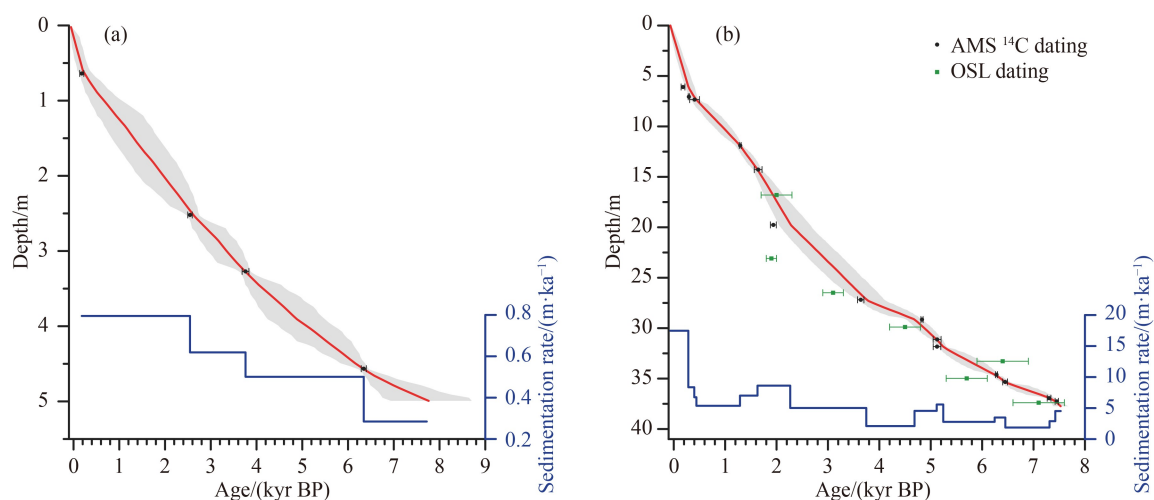 (a)
Depth/m
0
1
2
3
4
5
0 1 2 3 4 5 6 7 8 9
Age/(kyr BP)
0.8
0.6
0.4
0.2
Sedimentation rate/(m·ka⁻¹)
(b)
• AMS ¹⁴C dating
▪ OSL dating
Depth/m
0
5
10
15
20
25
30
35
40
0 1 2 3 4 5 6 7 8
Age/(kyr BP)
20
15
10
5
0
Sedimentation rate/(m·ka⁻¹)